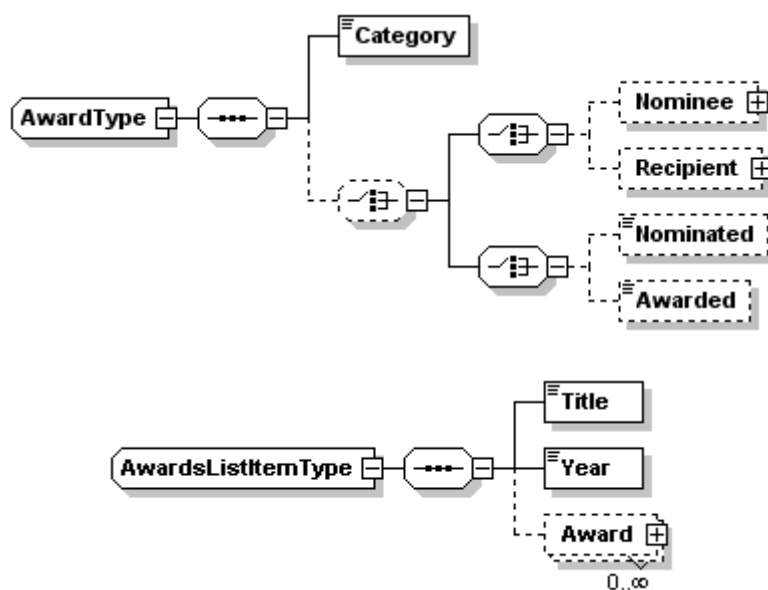 Category
AwardType
Nominee
Recipient
Nominated
Awarded
Title
AwardsListItemType
Year
Award
0..∞